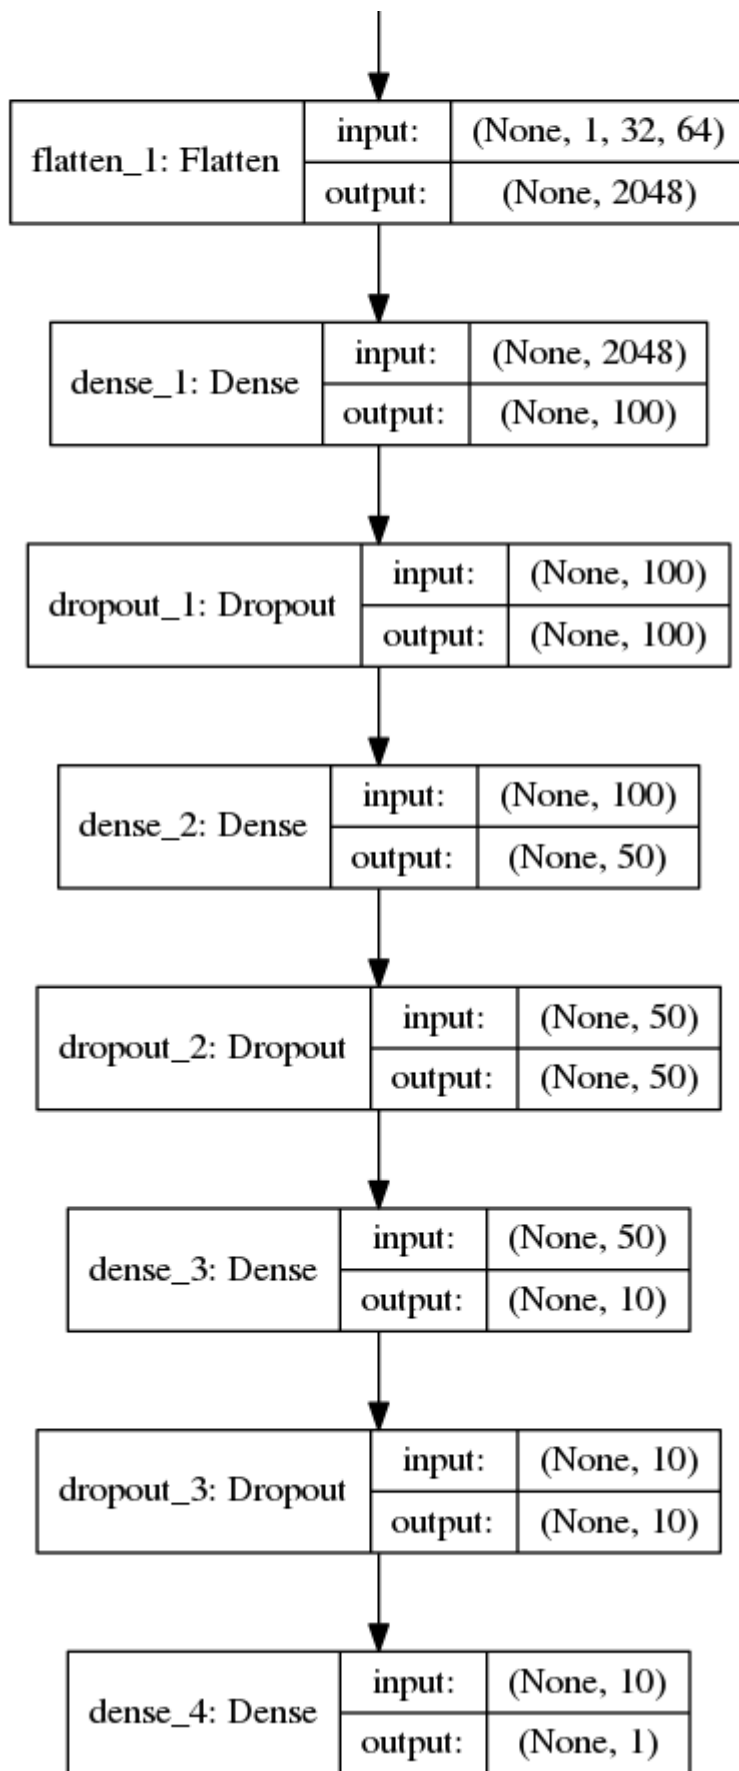 flatten_1: Flatten
input:
(None, 1, 32, 64)
output:
(None, 2048)
dense_1: Dense
input:
(None, 2048)
output:
(None, 100)
dropout_1: Dropout
input:
(None, 100)
output:
(None, 100)
dense_2: Dense
input:
(None, 100)
output:
(None, 50)
dropout_2: Dropout
input:
(None, 50)
output:
(None, 50)
dense_3: Dense
input:
(None, 50)
output:
(None, 10)
dropout_3: Dropout
input:
(None, 10)
output:
(None, 10)
dense_4: Dense
input:
(None, 10)
output:
(None, 1)